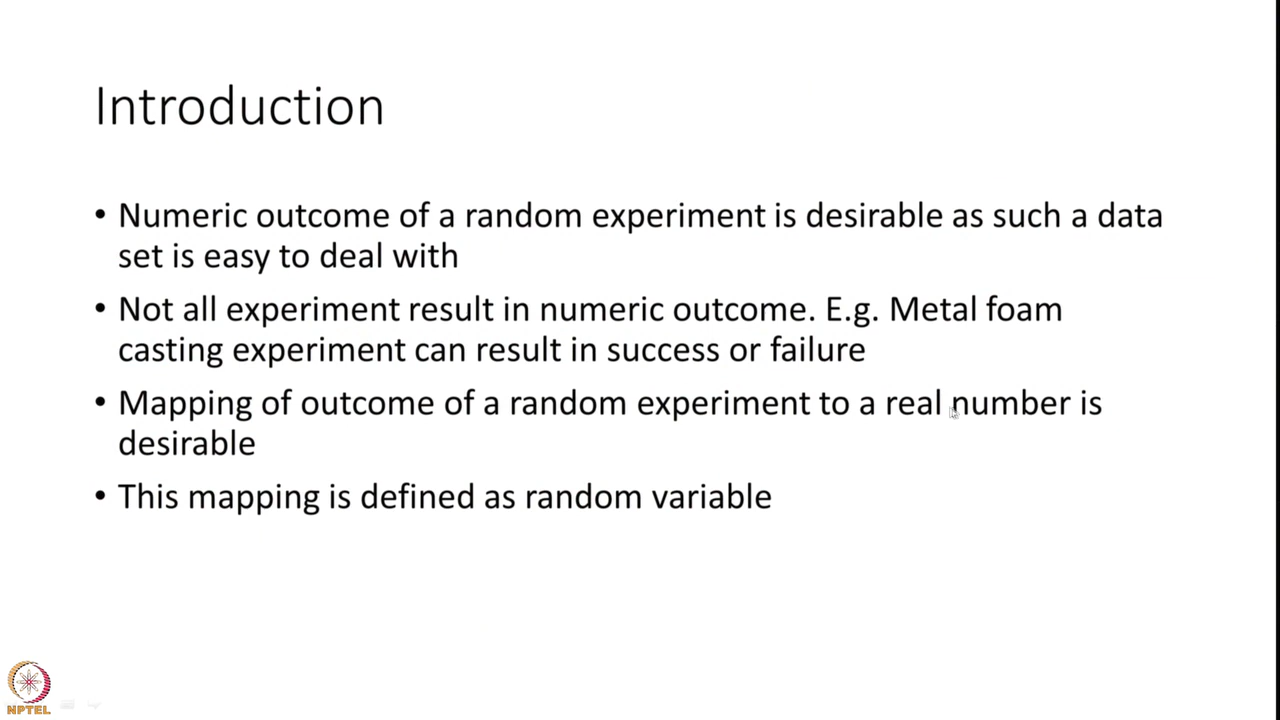 Introduction
• Numeric outcome of a random experiment is desirable as such a data
set is easy to deal with
• Not all experiment result in numeric outcome. E.g. Metal foam
casting experiment can result in success or failure
• Mapping of outcome of a random experiment to a real number is
desirable
• This mapping is defined as random variable
NPTEL